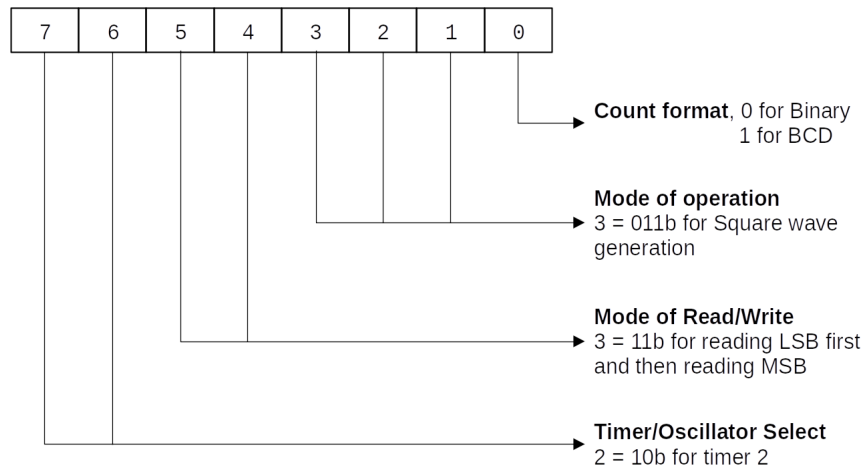 7 6 5 4 3 2 1 0
Count format, 0 for Binary
1 for BCD
Mode of operation
3 = 011b for Square wave
generation
Mode of Read/Write
3 = 11b for reading LSB first
and then reading MSB
Timer/Oscillator Select
2 = 10b for timer 2